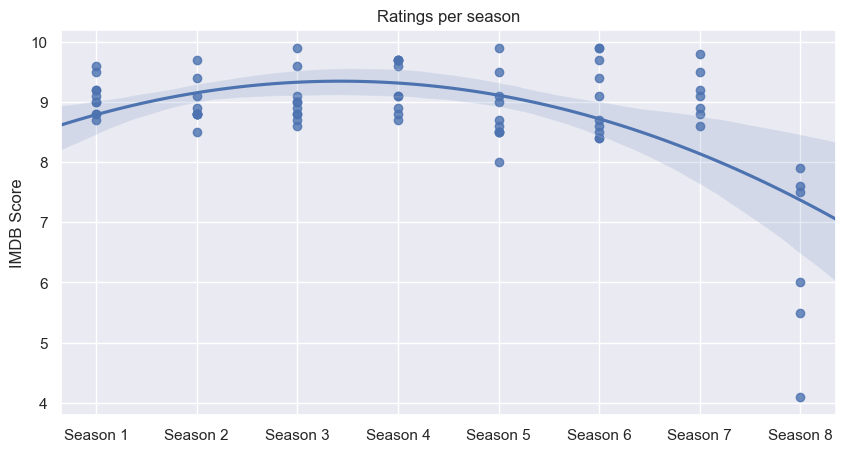 Ratings per season
IMDB Score
10
9
8
7
6
5
4
Season 1
Season 2
Season 3
Season 4
Season 5
Season 6
Season 7
Season 8